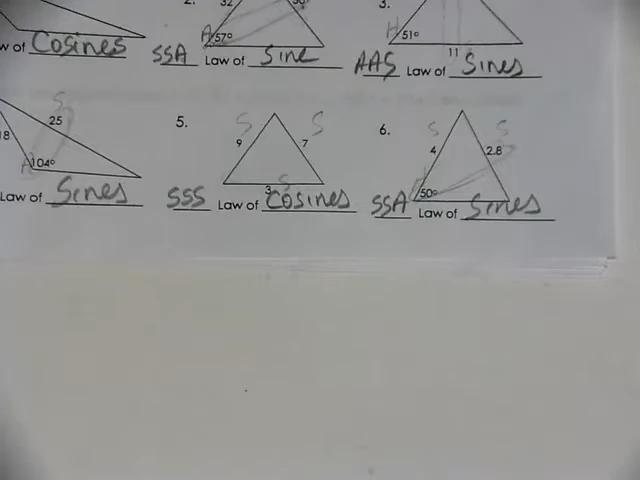 2. 32 3.
A 57° A 51° 11
w of Cosines SSA Law of Sine AAS Law of Sines
S 25 18 A 104°
Law of Sines
5. S 9 S 7 S 3
SSS Law of Cosines
6. S 4 S 2.8 A 50°
SSA Law of Sines